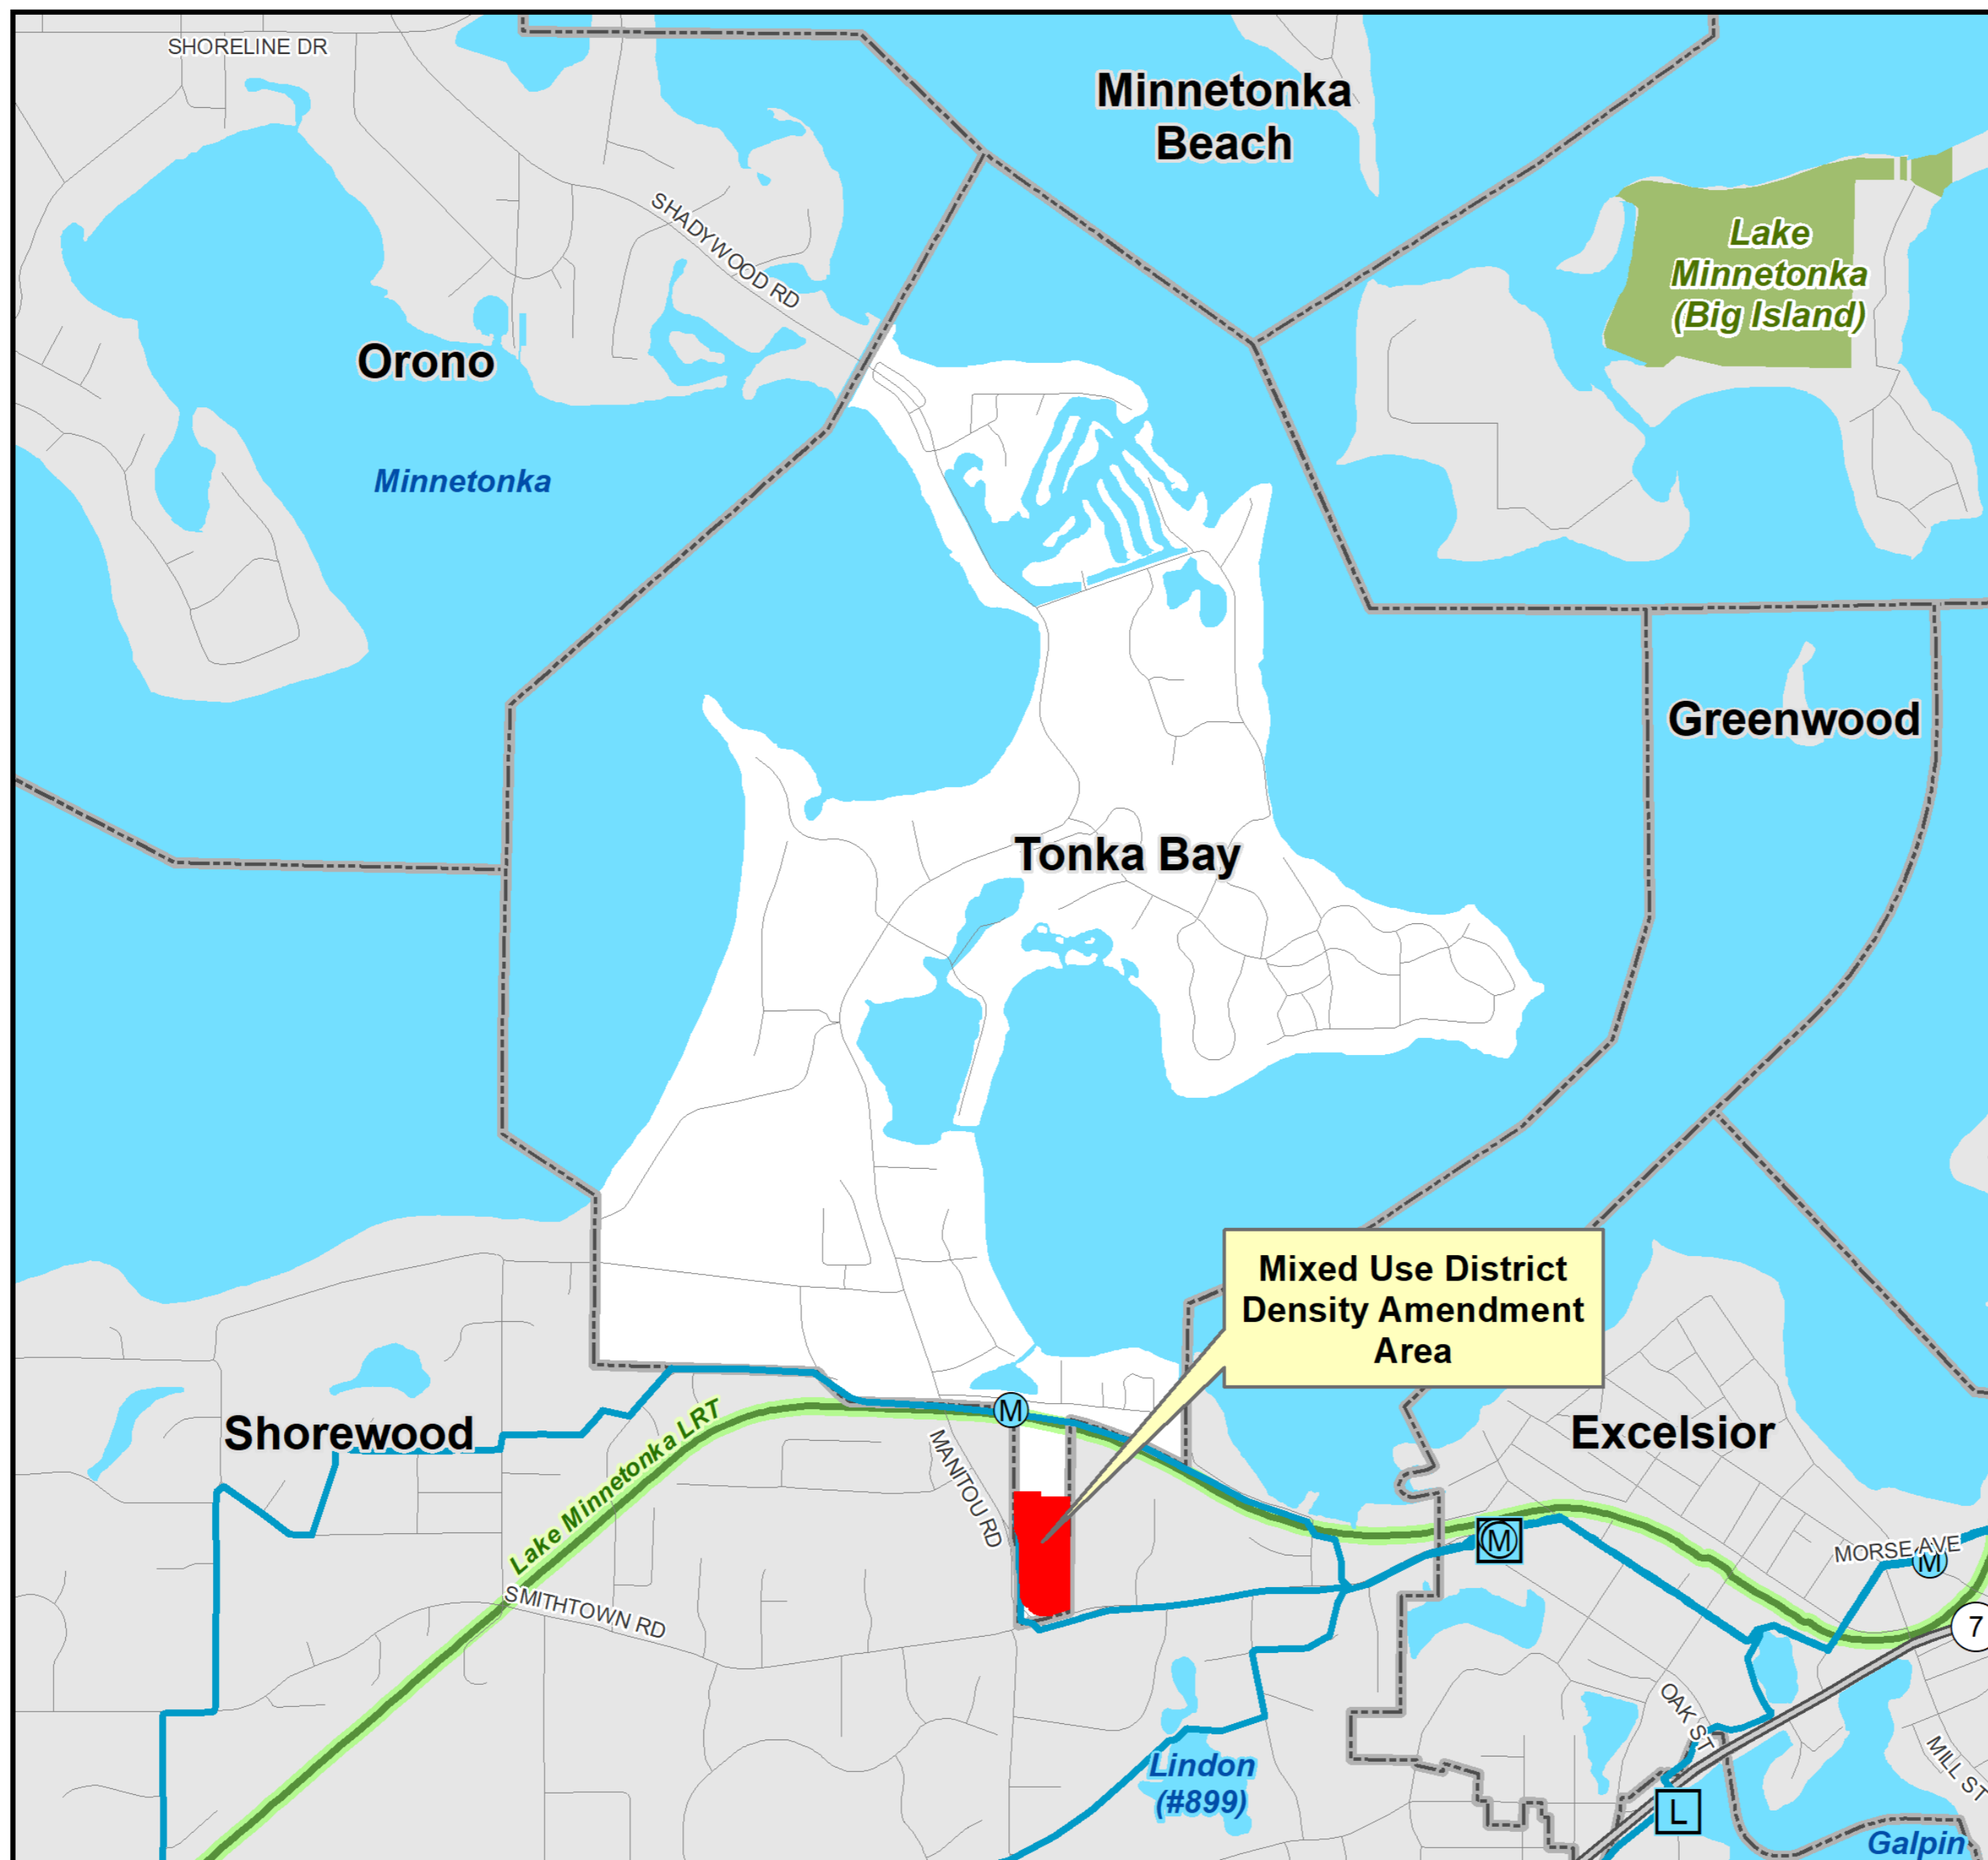 SHORELINE DR
Minnetonka
Beach
SHADYWOOD RD
Lake
Minnetonka
(Big Island)
Orono
Minnetonka
Greenwood
Tonka Bay
Mixed Use District
Density Amendment
Area
Shorewood
Lake Minnetonka LRT
M
MANITOU RD
Excelsior
M
MORSE AVE
M
SMITHTOWN RD
7
OAK ST
MILL ST
Lindon
(#899)
L
Galpin